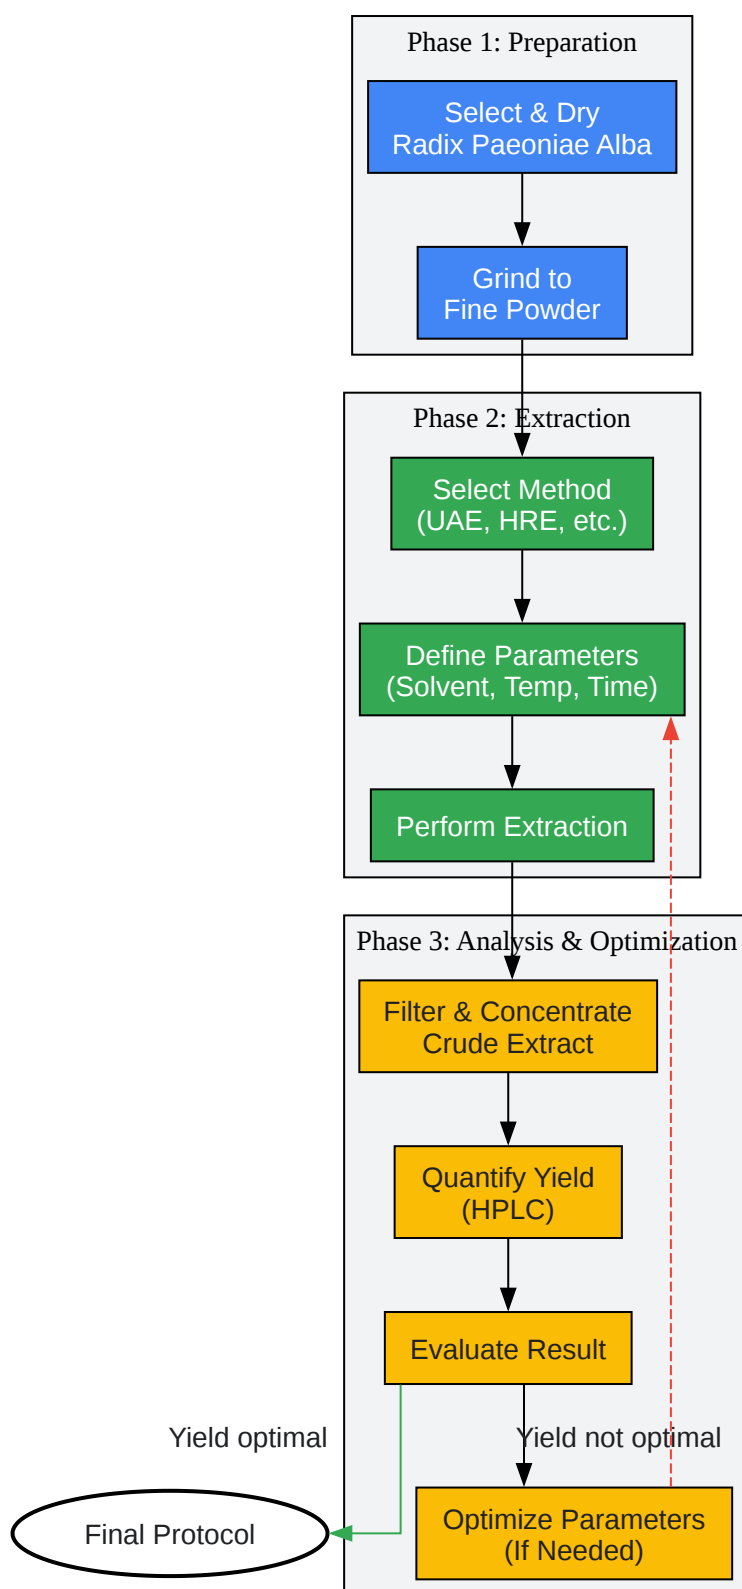 Phase 1: Preparation
Select & Dry
Radix Paeoniae Alba
Grind to
Fine Powder
Phase 2: Extraction
Select Method
(UAE, HRE, etc.)
Define Parameters
(Solvent, Temp, Time)
Perform Extraction
Phase 3: Analysis & Optimization
Filter & Concentrate
Crude Extract
Quantify Yield
(HPLC)
Evaluate Result
Yield optimal
Yield not optimal
Final Protocol
Optimize Parameters
(If Needed)